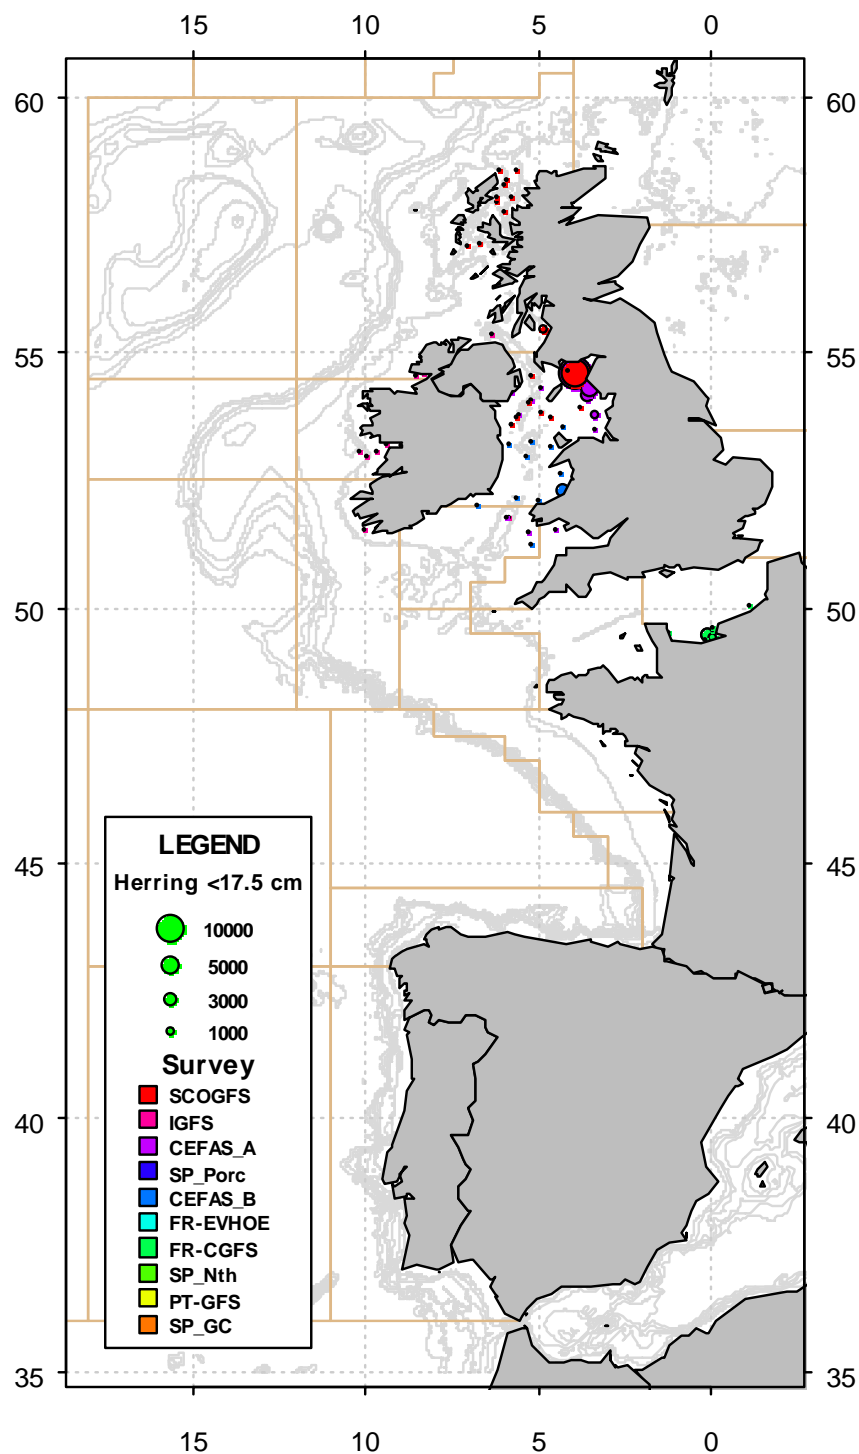 15 10 5 0
60 60
55 55
50 50
45 45
40 40
35 35
LEGEND
Herring <17.5 cm
10000
5000
3000
1000
Survey
SCOGFS
IGFS
CEFAS_A
SP_Porc
CEFAS_B
FR-EVHOE
FR-CGFS
SP_Nth
PT-GFS
SP_GC
15 10 5 0